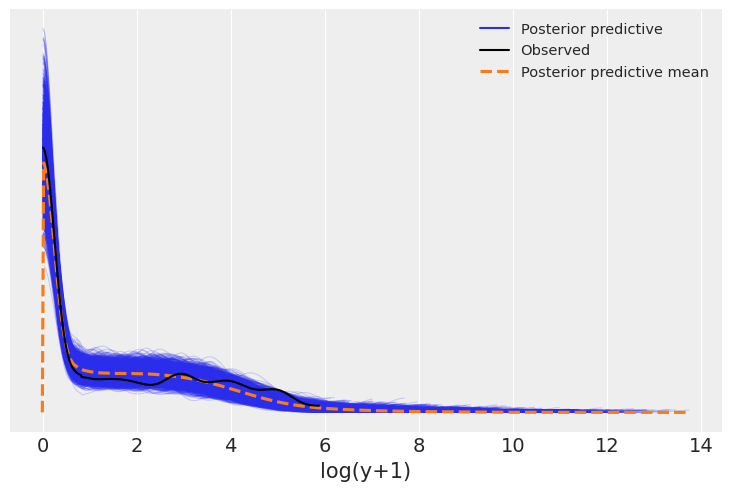 Posterior predictive
Observed
Posterior predictive mean
0 2 4 6 8 10 12 14
log(y+1)